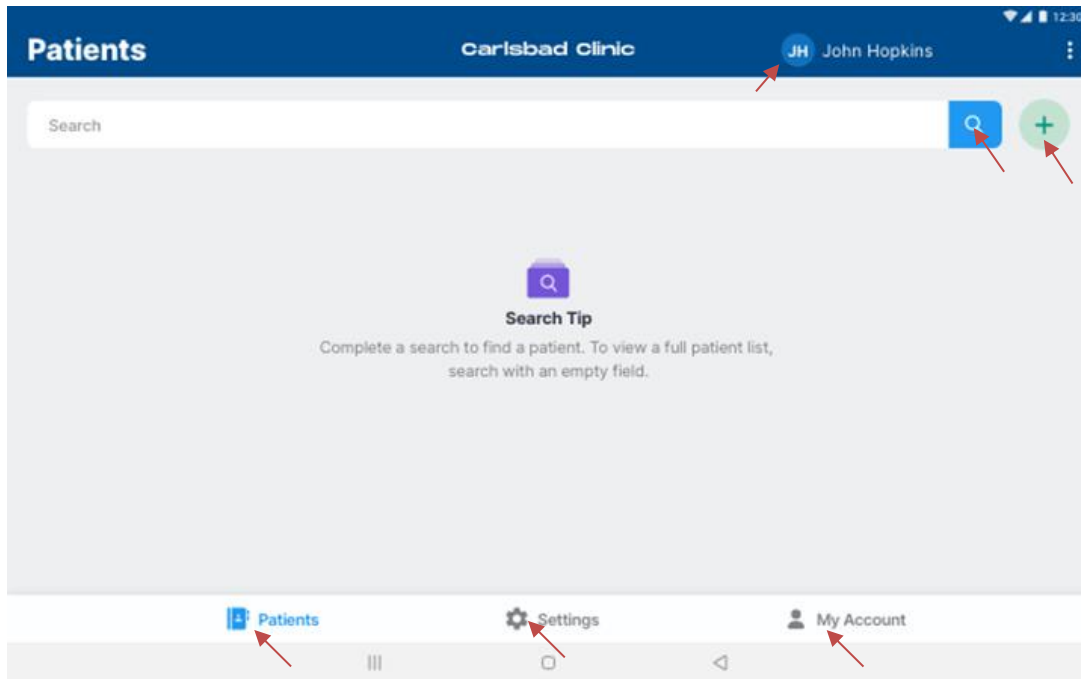 12:30
Patients
Carlsbad Clinic
JH John Hopkins
Search
Search Tip
Complete a search to find a patient. To view a full patient list,
search with an empty field.
Patients
Settings
My Account